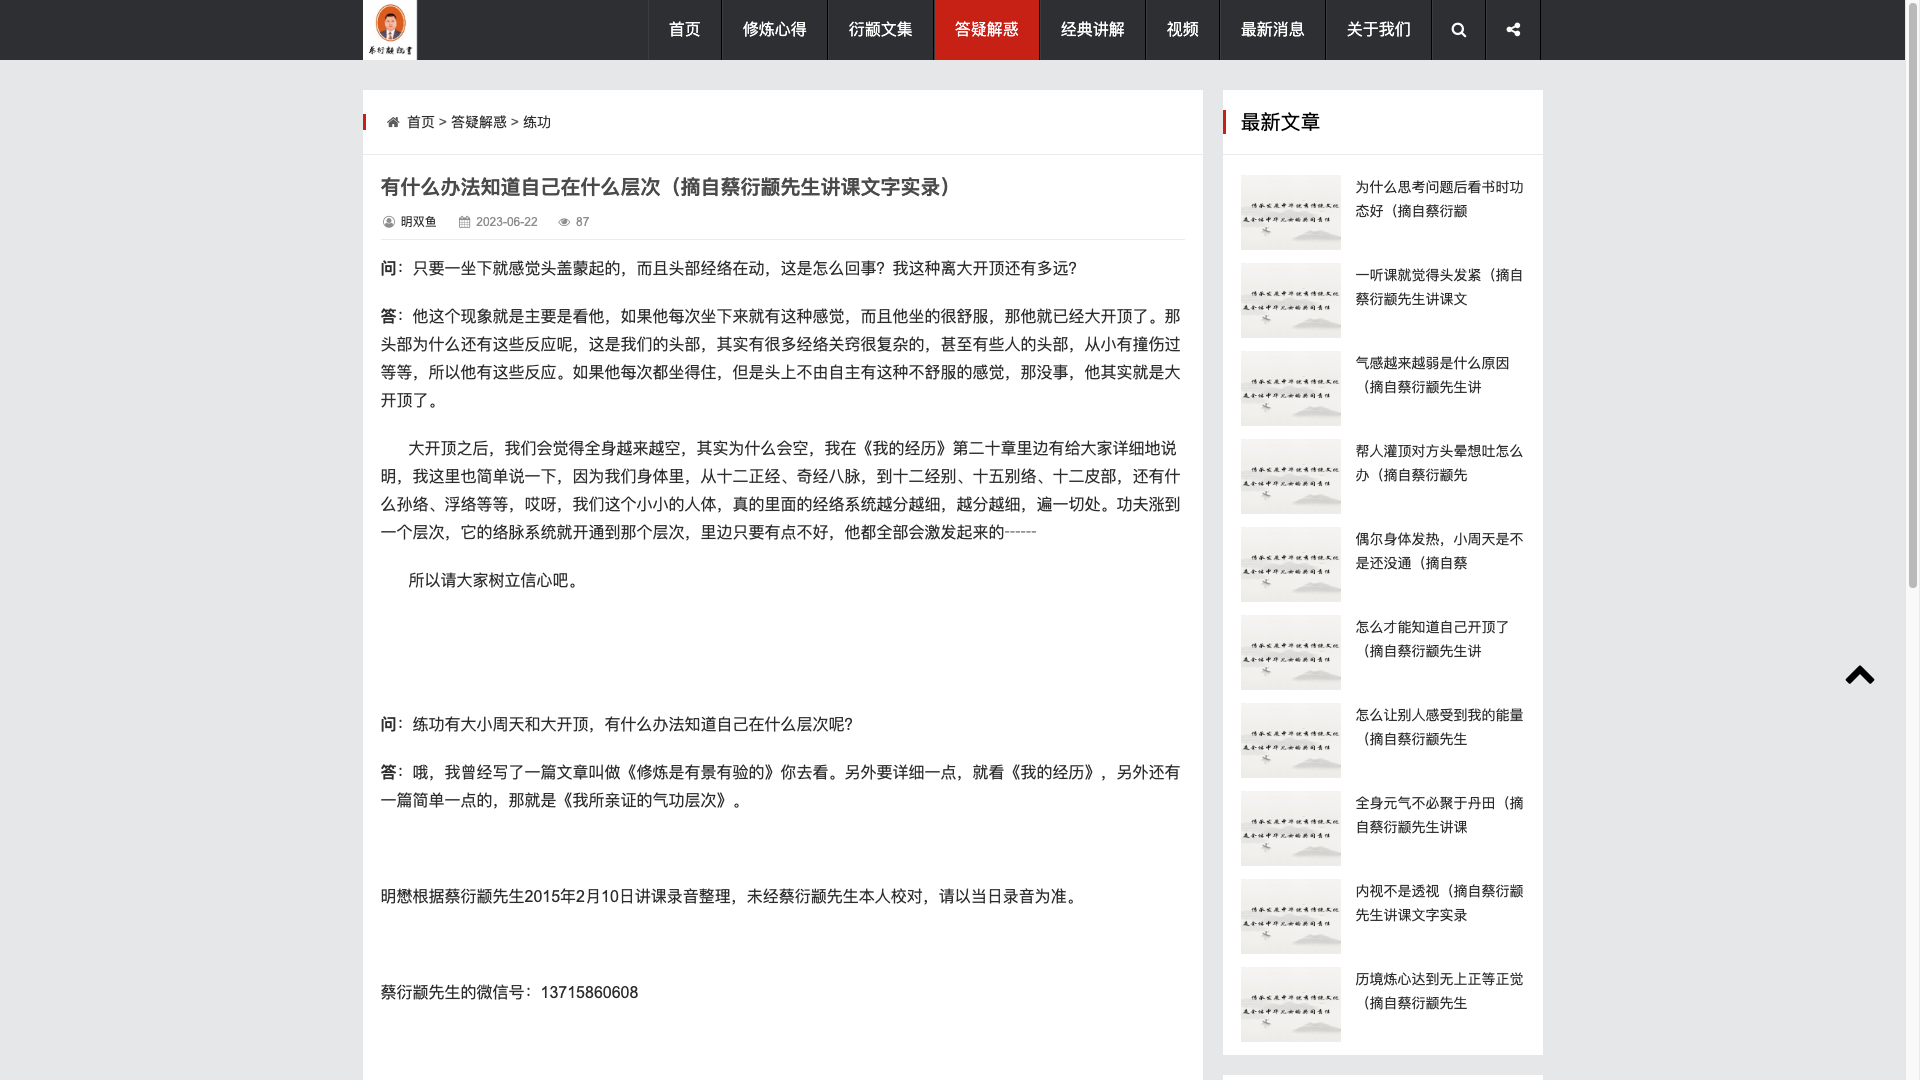 首页
修炼心得
衍颛文集
答疑解惑
经典讲解
视频
最新消息
关于我们
首页 > 答疑解惑 > 练功
有什么办法知道自己在什么层次（摘自蔡衍颛先生讲课文字实录）
明双鱼 2023-06-22 87
问：只要一坐下就感觉头盖蒙起的，而且头部经络在动，这是怎么回事？我这种离大开顶还有多远？
答：他这个现象就是主要是看他，如果他每次坐下来就有这种感觉，而且他坐的很舒服，那他就已经大开顶了。那
头部为什么还有这些反应呢，这是我们的头部，其实有很多经络关窍很复杂的，甚至有些人的头部，从小有撞伤过
等等，所以他有这些反应。如果他每次都坐得住，但是头上不由自主有这种不舒服的感觉，那没事，他其实就是大
开顶了。
大开顶之后，我们会觉得全身越来越空，其实为什么会空，我在《我的经历》第二十章里边有给大家详细地说
明，我这里也简单说一下，因为我们身体里，从十二正经、奇经八脉，到十二经别、十五别络、十二皮部，还有什
么孙络、浮络等等，哎呀，我们这个小小的人体，真的里面的经络系统越分越细，越分越细，遍一切处。功夫涨到
一个层次，它的络脉系统就开通到那个层次，里边只要有点不好，他都全部会激发起来的------
所以请大家树立信心吧。
问：练功有大小周天和大开顶，有什么办法知道自己在什么层次呢？
答：哦，我曾经写了一篇文章叫做《修炼是有景有验的》你去看。另外要详细一点，就看《我的经历》，另外还有
一篇简单一点的，那就是《我所亲证的气功层次》。
明懋根据蔡衍颛先生2015年2月10日讲课录音整理，未经蔡衍颛先生本人校对，请以当日录音为准。
蔡衍颛先生的微信号：13715860608
最新文章
为什么思考问题后看书时功
态好（摘自蔡衍颛
一听课就觉得头发紧（摘自
蔡衍颛先生讲课文
气感越来越弱是什么原因
（摘自蔡衍颛先生讲
帮人灌顶对方头晕想吐怎么
办（摘自蔡衍颛先
偶尔身体发热，小周天是不
是还没通（摘自蔡
怎么才能知道自己开顶了
（摘自蔡衍颛先生讲
怎么让别人感受到我的能量
（摘自蔡衍颛先生
全身元气不必聚于丹田（摘
自蔡衍颛先生讲课
内视不是透视（摘自蔡衍颛
先生讲课文字实录
历境炼心达到无上正等正觉
（摘自蔡衍颛先生